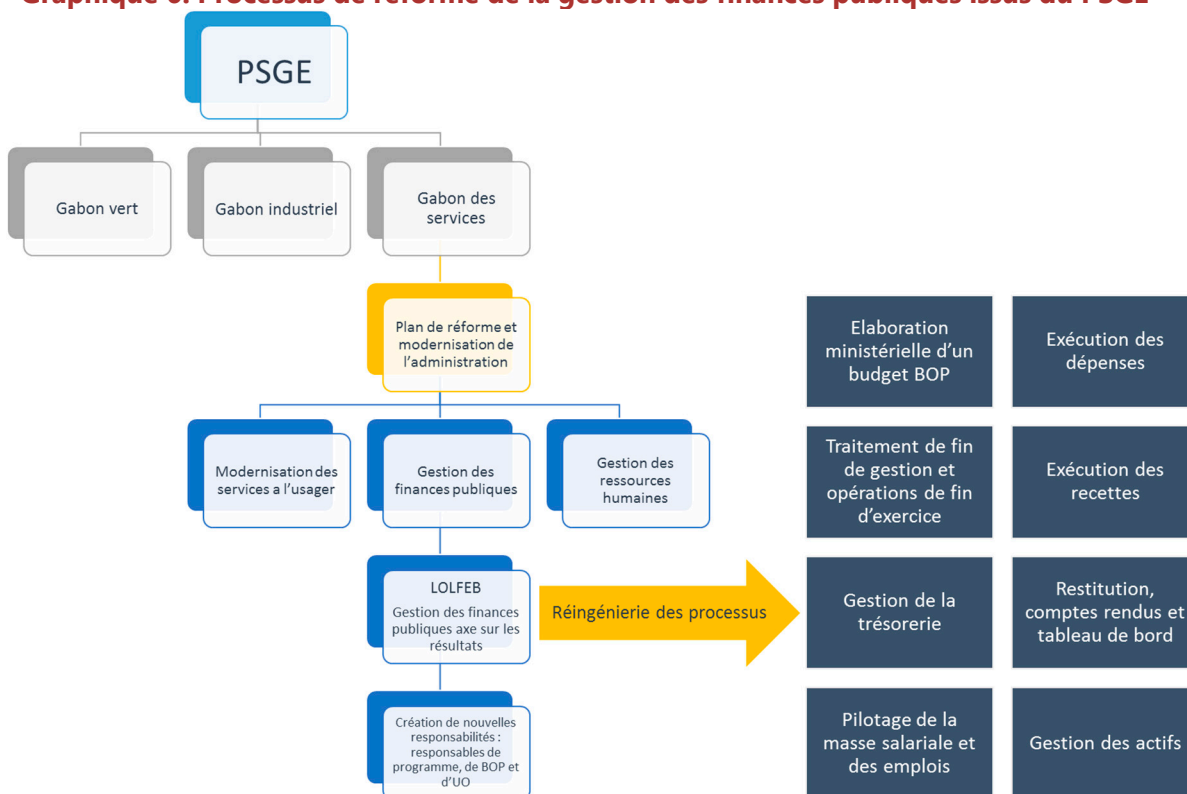 Graphique 6. Processus de réforme de la gestion des finances publiques issus du PSGE
PSGE
Gabon vert
Gabon industriel
Gabon des
services
Plan de réforme et
modernisation de
l’administration
Modernisation des
services a l’usager
Gestion des
finances publiques
Gestion des
ressources
humaines
LOLFEB
Gestion des finances
publiques axe sur les
résultats
Création de nouvelles
responsabilités :
responsables de
programme, de BOP et
d’UO
Réingénierie des processus
Elaboration
ministérielle d’un
budget BOP
Exécution des
dépenses
Traitement de fin
de gestion et
opérations de fin
d’exercice
Exécution des
recettes
Gestion de la
trésorerie
Restitution,
comptes rendus et
tableau de bord
Pilotage de la
masse salariale et
des emplois
Gestion des actifs